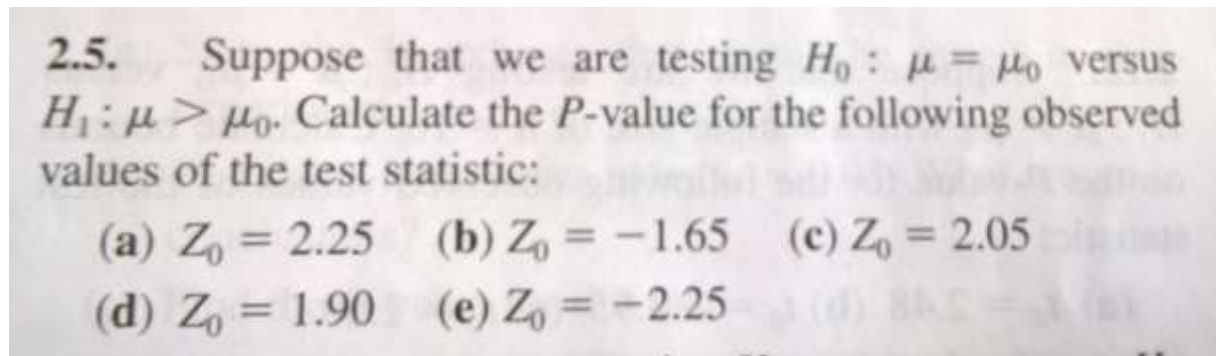 2.5. Suppose that we are testing H₀ : μ = μ₀ versus
H₁ : μ > μ₀. Calculate the P-value for the following observed
values of the test statistic:
(a) Z₀ = 2.25 (b) Z₀ = −1.65 (c) Z₀ = 2.05
(d) Z₀ = 1.90 (e) Z₀ = −2.25